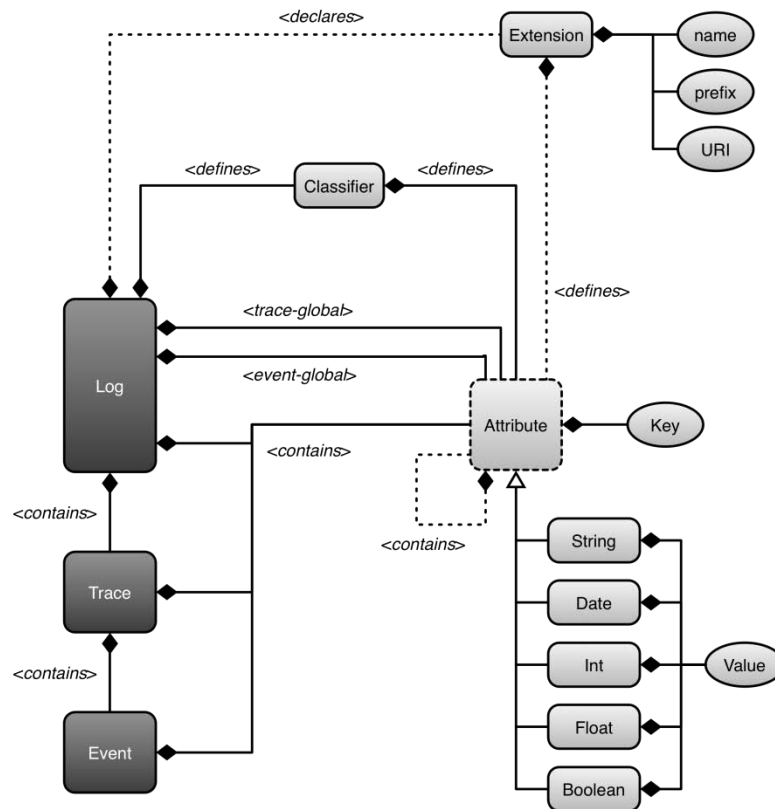 <declares>
Extension
name
prefix
URI
<defines>
Classifier
<defines>
<defines>
<trace-global>
<event-global>
Log
Attribute
Key
<contains>
<contains>
<contains>
String
Trace
Date
<contains>
Int
Value
Event
Float
Boolean